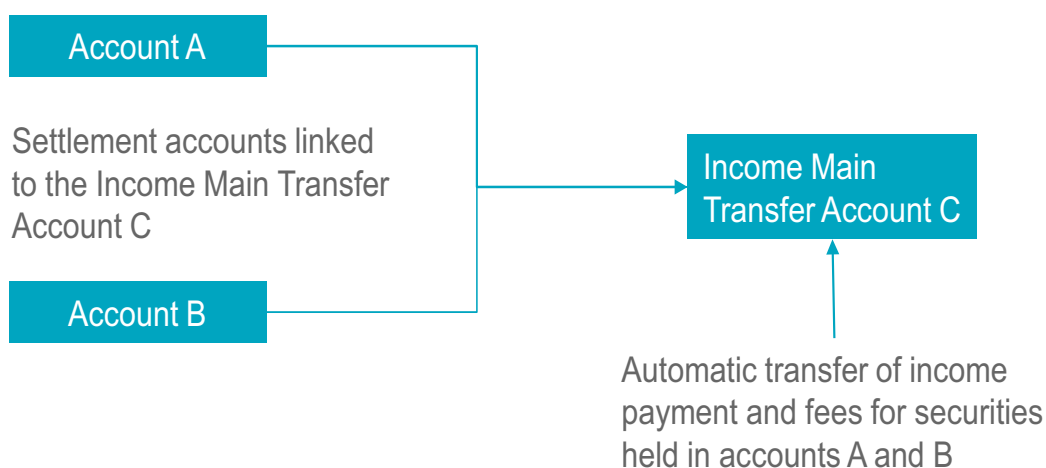 Account A
Settlement accounts linked
to the Income Main Transfer
Account C
Income Main
Transfer Account C
Account B
Automatic transfer of income
payment and fees for securities
held in accounts A and B